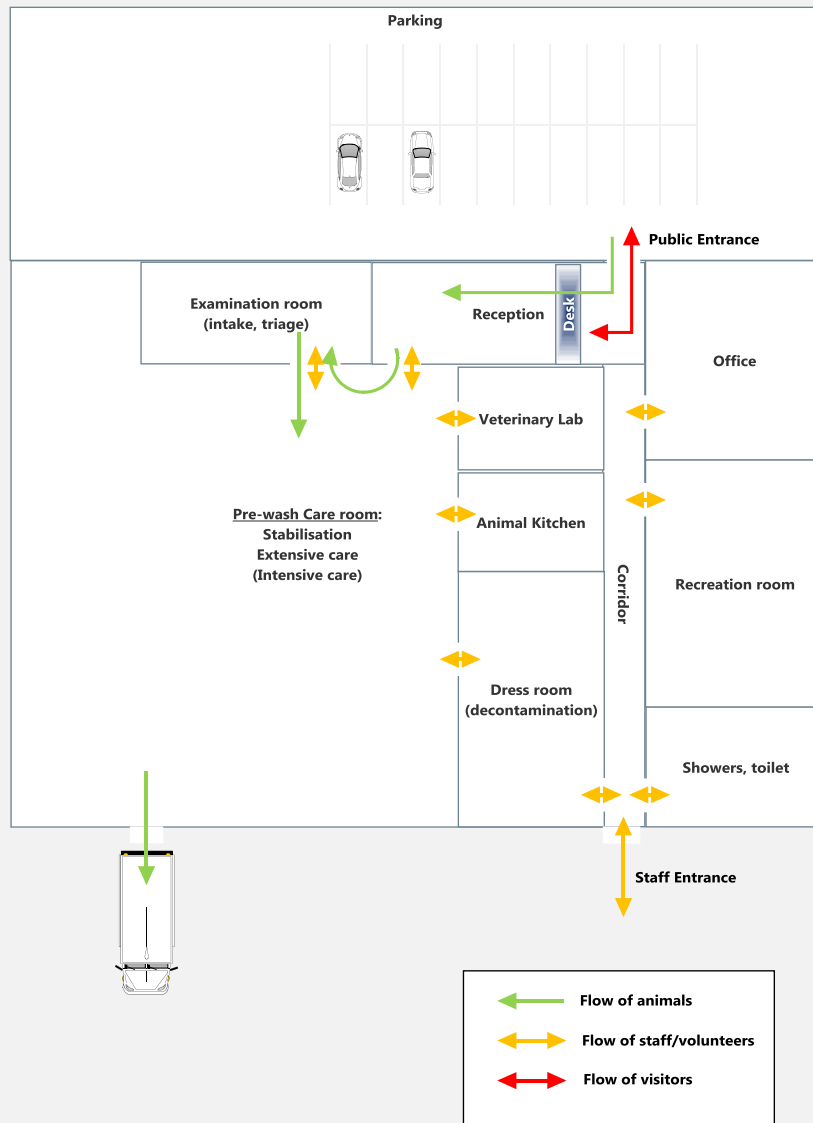 Parking
Public Entrance
Examination room
(intake, triage)
Reception
Desk
Office
Veterinary Lab
Pre-wash Care room:
Stabilisation
Extensive care
(Intensive care)
Animal Kitchen
Corridor
Recreation room
Dress room
(decontamination)
Showers, toilet
Staff Entrance
Flow of animals
Flow of staff/volunteers
Flow of visitors